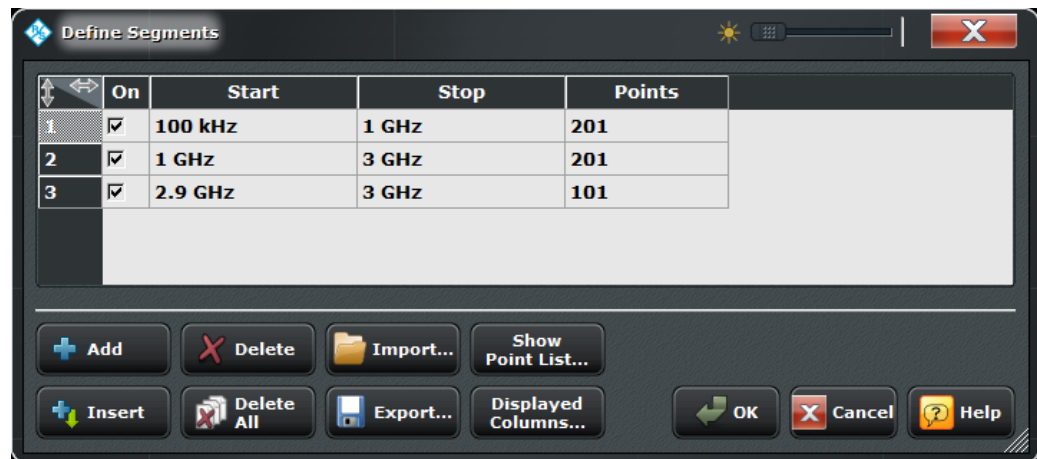 Define Segments
On Start Stop Points
1 100 kHz 1 GHz 201
2 1 GHz 3 GHz 201
3 2.9 GHz 3 GHz 101
Add Delete Import... Show Point List...
Insert Delete All Export... Displayed Columns... OK Cancel Help